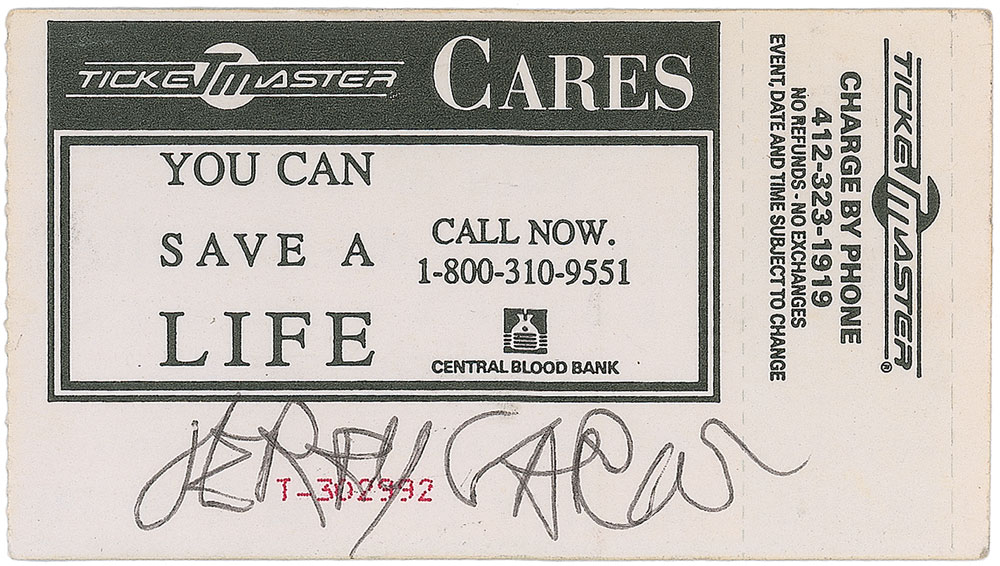 TICKETMASTER CARES
YOU CAN
SAVE A
LIFE
CALL NOW.
1-800-310-9551
CENTRAL BLOOD BANK
JERRY GARCIA
T-302992
TICKETMASTER®
CHARGE BY PHONE
412-323-1919
NO REFUNDS - NO EXCHANGES
EVENT, DATE AND TIME SUBJECT TO CHANGE